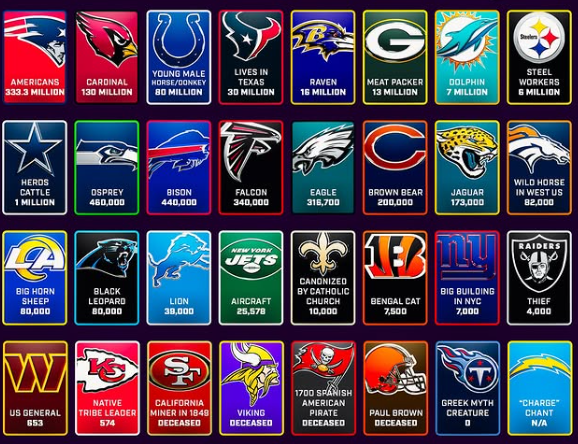 AMERICANS
333.3 MILLION
CARDINAL
130 MILLION
YOUNG MALE
HORSE/DONKEY
80 MILLION
LIVES IN
TEXAS
30 MILLION
RAVEN
16 MILLION
G
MEAT PACKER
13 MILLION
DOLPHIN
7 MILLION
Steelers
STEEL
WORKERS
6 MILLION
HEROS
CATTLE
1 MILLION
OSPREY
460,000
BISON
440,000
FALCON
340,000
EAGLE
316,700
C
BROWN BEAR
200,000
JAGUAR
173,000
WILD HORSE
IN WEST US
82,000
LA
BIG HORN
SHEEP
80,000
BLACK
LEOPARD
80,000
LION
39,000
NEW YORK
JETS
AIRCRAFT
25,578
CANONIZED
BY CATHOLIC
CHURCH
10,000
B
BENGAL CAT
7,500
ny
BIG BUILDING
IN NYC
7,000
RAIDERS
THIEF
4,000
W
US GENERAL
653
KC
NATIVE
TRIBE LEADER
574
SF
CALIFORNIA
MINER IN 1848
DECEASED
VIKING
DECEASED
1700 SPANISH
AMERICAN
PIRATE
DECEASED
PAUL BROWN
DECEASED
T
GREEK MYTH
CREATURE
0
"CHARGE"
CHANT
N/A